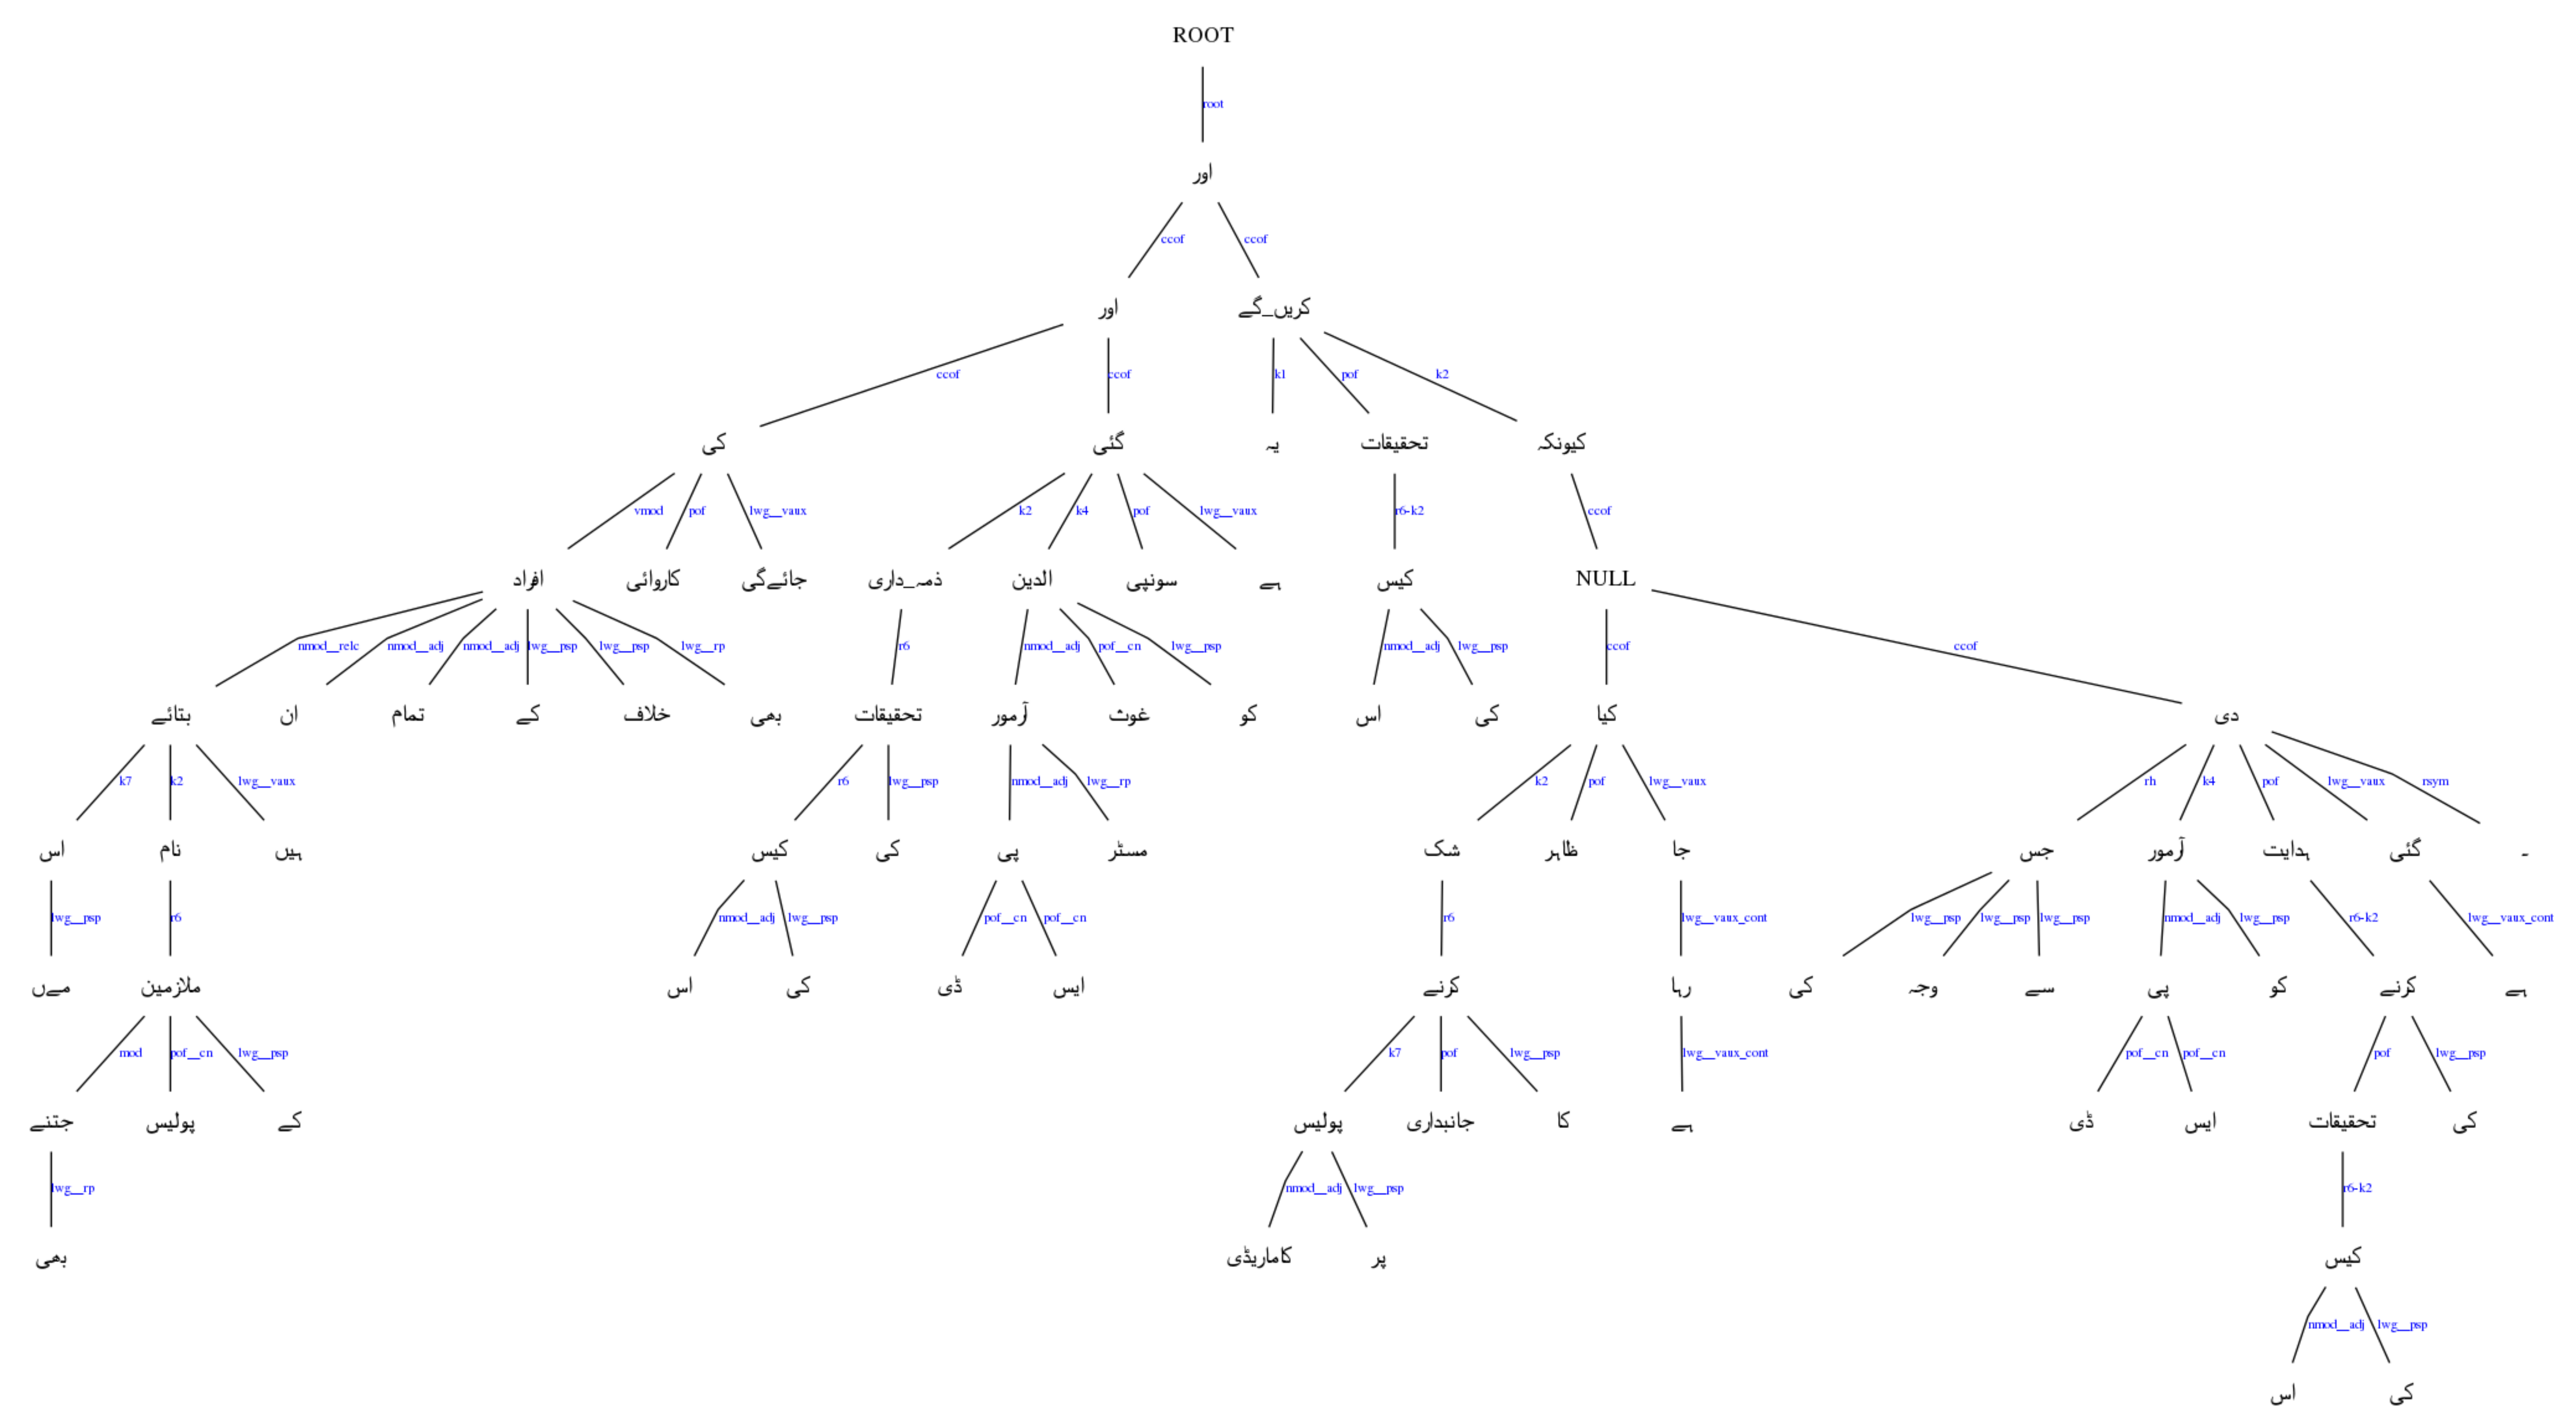 ROOT
root
اور
ccof ccof
اور کریں_گے
ccof ccof k1 pof k2
کی گئی یہ تحقیقات کیونکہ
vmod pof lwg__vaux k2 k4 pof lwg__vaux r6-k2 ccof
افراد کاروائی جائےگی ذمہ_داری الدین سونپی ہے کیس NULL
nmod__relc nmod__adj nmod__adj lwg__psp lwg__psp lwg__rp r6 nmod__adj pof__cn lwg__psp nmod__adj lwg__psp ccof ccof
بتائے ان تمام کے خلاف بھی تحقیقات آرمور غوث کو اس کی کیا دی
k7 k2 lwg__vaux r6 lwg__psp nmod__adj lwg__rp k2 pof lwg__vaux rh k4 pof lwg__vaux rsym
اس نام ہیں کیس کی پی مسٹر شک ظاہر جا جس آرمور ہدایت گئی ۔
lwg__psp r6 nmod__adj lwg__psp pof__cn pof__cn r6 lwg__vaux_cont lwg__psp lwg__psp lwg__psp nmod__adj lwg__psp r6-k2 lwg__vaux_cont
مےں ملازمین اس کی ڈی ایس کرنے رہا کی وجہ سے پی کو کرنے ہے
mod pof__cn lwg__psp k7 pof lwg__psp lwg__vaux_cont pof__cn pof__cn pof lwg__psp
جتنے پولیس کے پولیس جانبداری کا ہے ڈی ایس تحقیقات کی
lwg__rp nmod__adj lwg__psp r6-k2
بھی کاماریڈی پر کیس
nmod__adj lwg__psp
اس کی